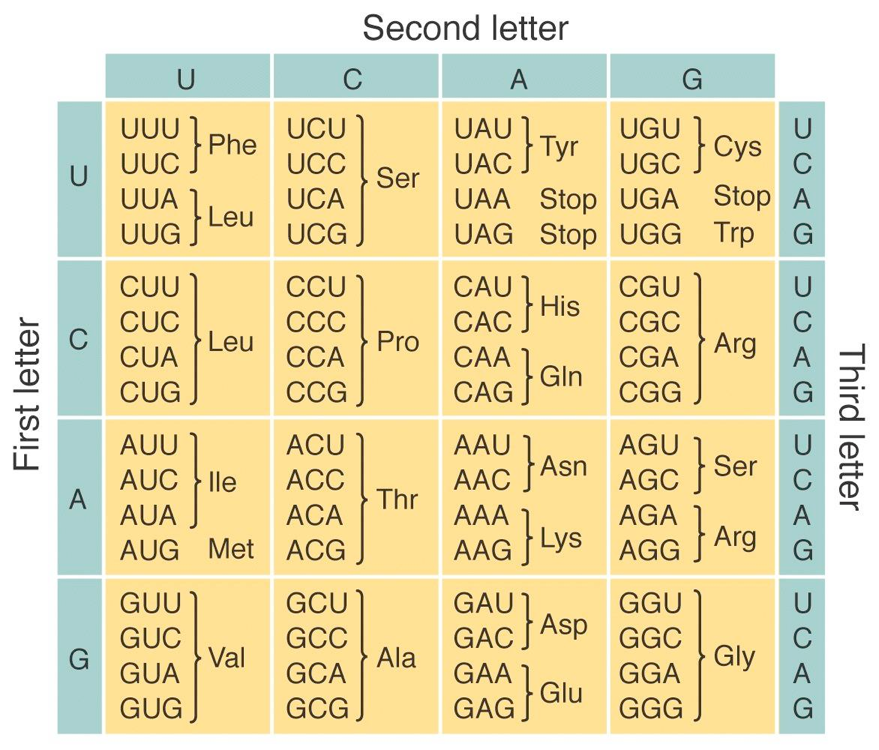 Second letter
U C A G
First letter
Third letter
U
UUU
UUC
Phe
UUA
UUG
Leu
UCU
UCC
UCA
UCG
Ser
UAU
UAC
Tyr
UAA Stop
UAG Stop
UGU
UGC
Cys
UGA Stop
UGG Trp
U
C
A
G
C
CUU
CUC
CUA
CUG
Leu
CCU
CCC
CCA
CCG
Pro
CAU
CAC
His
CAA
CAG
Gln
CGU
CGC
CGA
CGG
Arg
U
C
A
G
A
AUU
AUC
AUA
Ile
AUG Met
ACU
ACC
ACA
ACG
Thr
AAU
AAC
Asn
AAA
AAG
Lys
AGU
AGC
Ser
AGA
AGG
Arg
U
C
A
G
G
GUU
GUC
GUA
GUG
Val
GCU
GCC
GCA
GCG
Ala
GAU
GAC
Asp
GAA
GAG
Glu
GGU
GGC
GGA
GGG
Gly
U
C
A
G